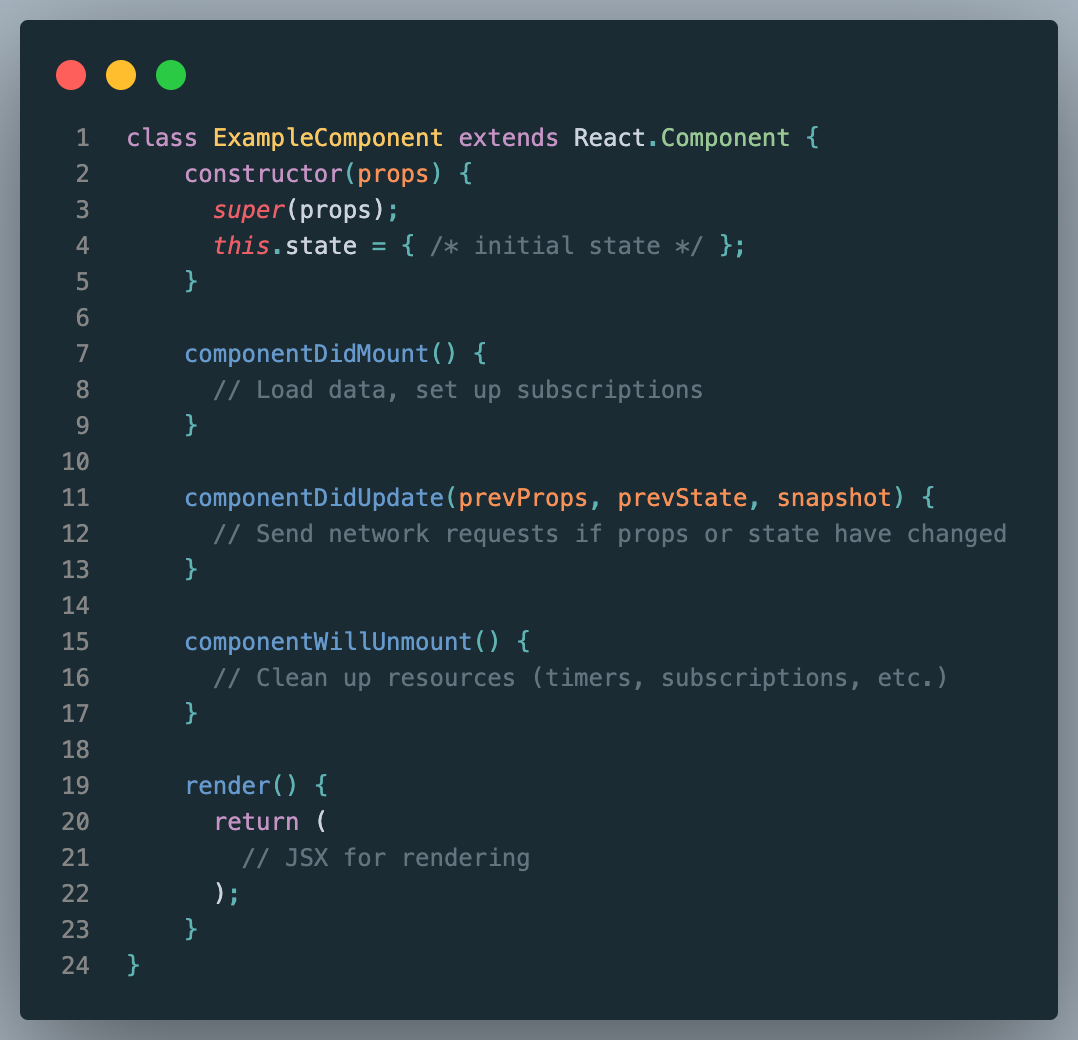 1 class ExampleComponent extends React.Component {
2     constructor(props) {
3       super(props);
4       this.state = { /* initial state */ };
5     }
6
7     componentDidMount() {
8       // Load data, set up subscriptions
9     }
10
11     componentDidUpdate(prevProps, prevState, snapshot) {
12       // Send network requests if props or state have changed
13     }
14
15     componentWillUnmount() {
16       // Clean up resources (timers, subscriptions, etc.)
17     }
18
19     render() {
20       return (
21         // JSX for rendering
22       );
23     }
24 }